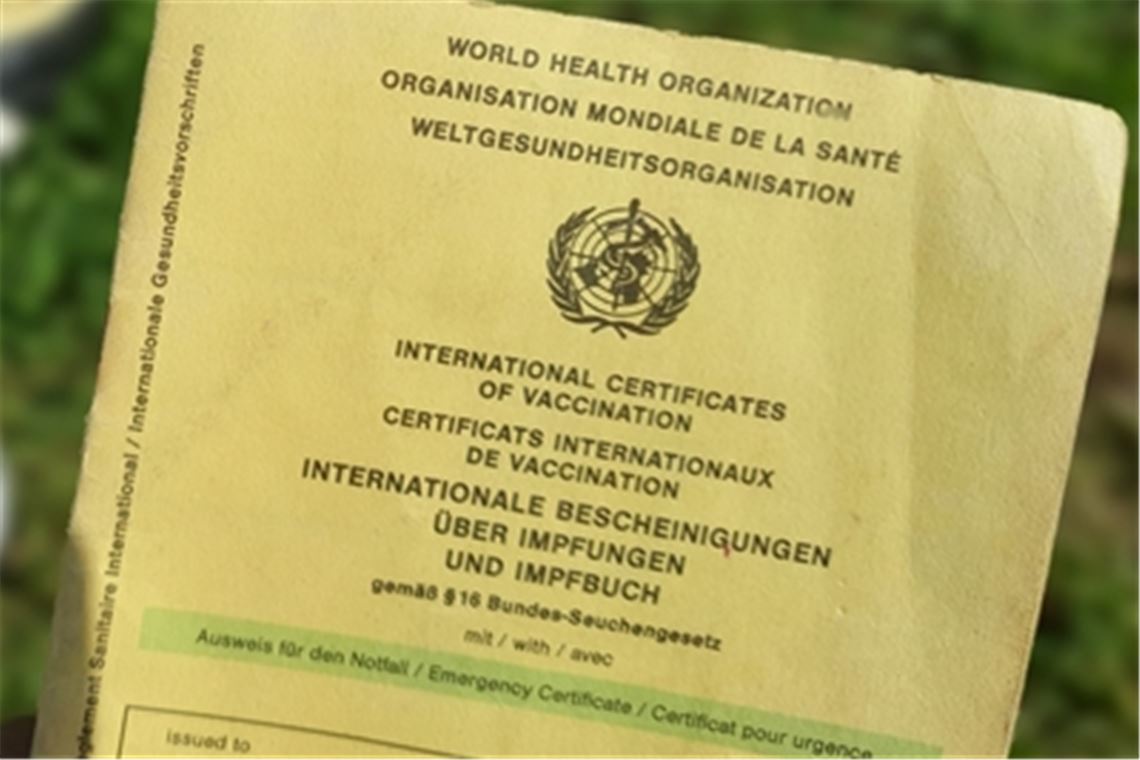 WORLD HEALTH ORGANIZATION
ORGANISATION MONDIALE DE LA SANTÉ
WELTGESUNDHEITSORGANISATION
INTERNATIONAL CERTIFICATES
OF VACCINATION
CERTIFICATS INTERNATIONAUX
DE VACCINATION
INTERNATIONALE BESCHEINIGUNGEN
ÜBER IMPFUNGEN
UND IMPFBUCH
gemäß §16 Bundes-Seuchengesetz
mit / with / avec
Ausweis für den Notfall / Emergency Certificate / Certificat pour urgence
issued to
Sanitaire International / Internationale Gesundheitsvorschriften